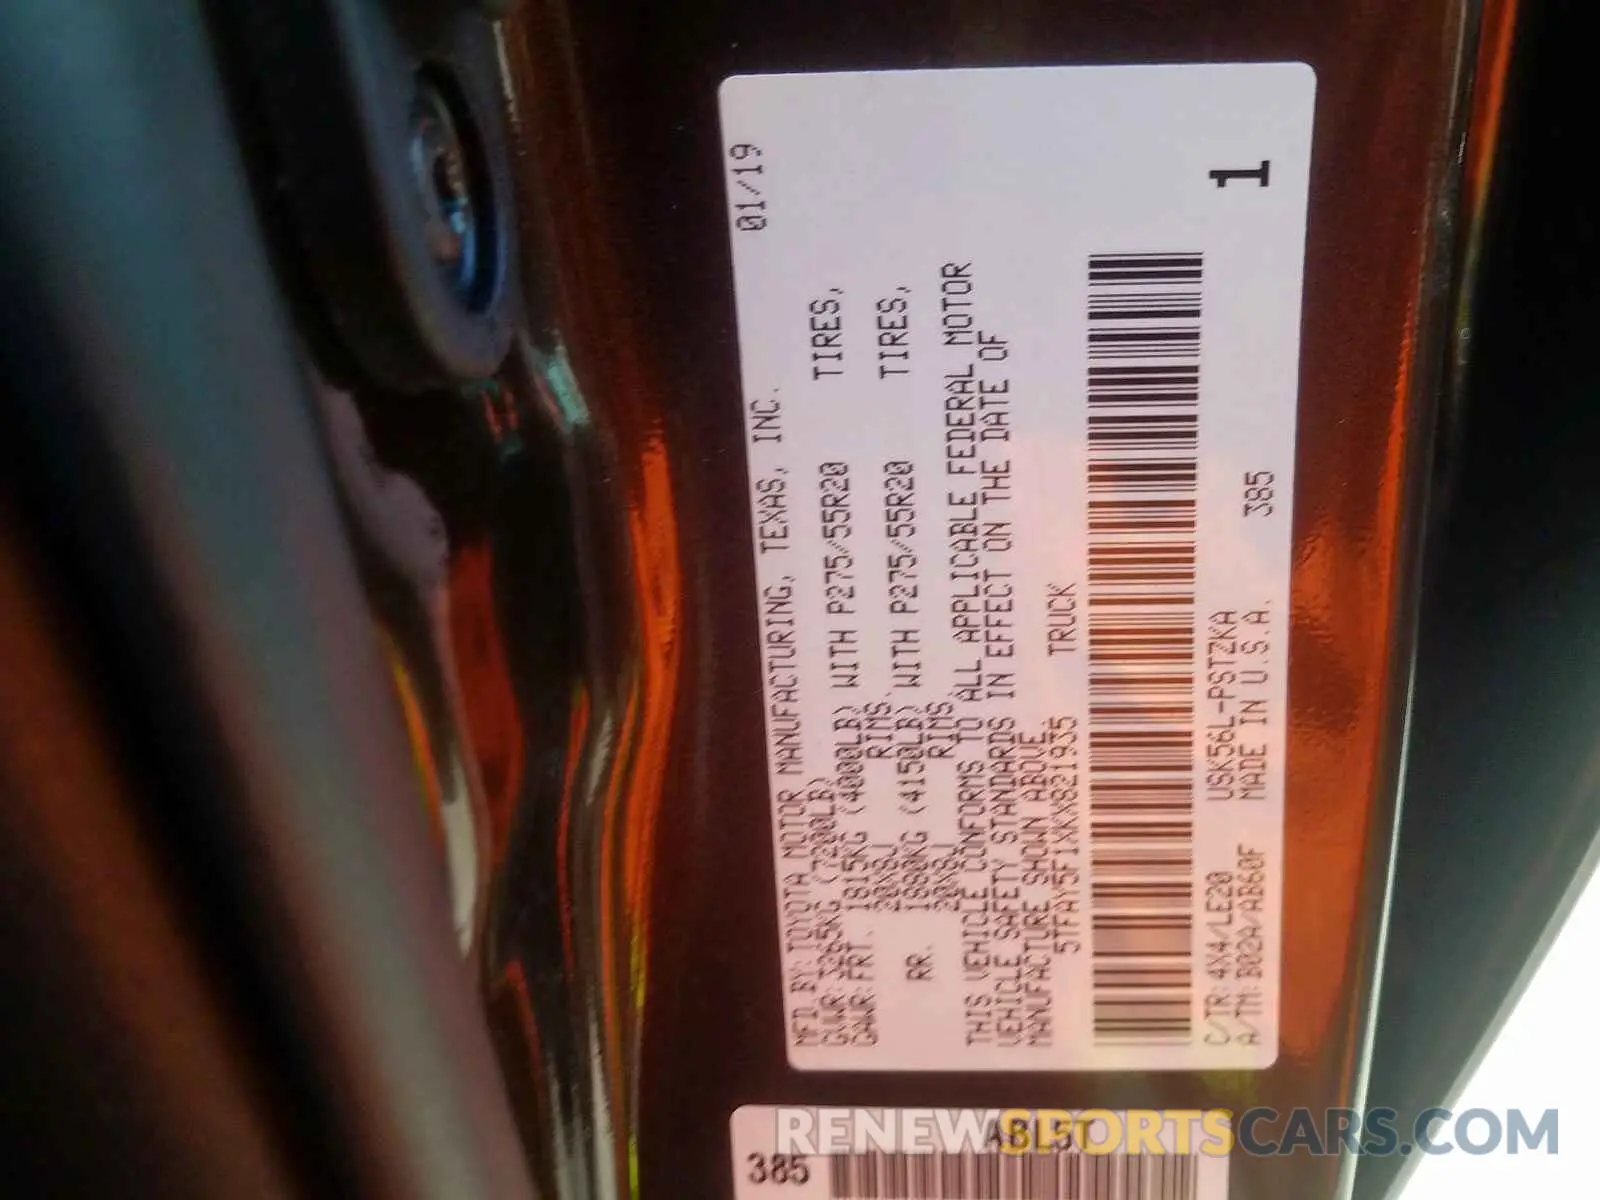 MFD.BY: TOYOTA MOTOR MANUFACTURING, TEXAS, INC. 01/19
GVWR: 3265KG (7200LB)
GAWR: FRT. 1815KG (4000LB) WITH P275/55R20 TIRES,
20X8J RIMS,
RR. 1880KG (4150LB) WITH P275/55R20 TIRES,
20X8J RIMS,
THIS VEHICLE CONFORMS TO ALL APPLICABLE FEDERAL MOTOR
VEHICLE SAFETY STANDARDS IN EFFECT ON THE DATE OF
MANUFACTURE SHOWN ABOVE.
5TFAY5F1XKX821935 TRUCK
C/TR: 4X4/LE20 USK56L-PSTZKA
A/TM: B02A/AB60F MADE IN U.S.A. 385
1
ABL5T
385
RENEWSPORTSCARS.COM